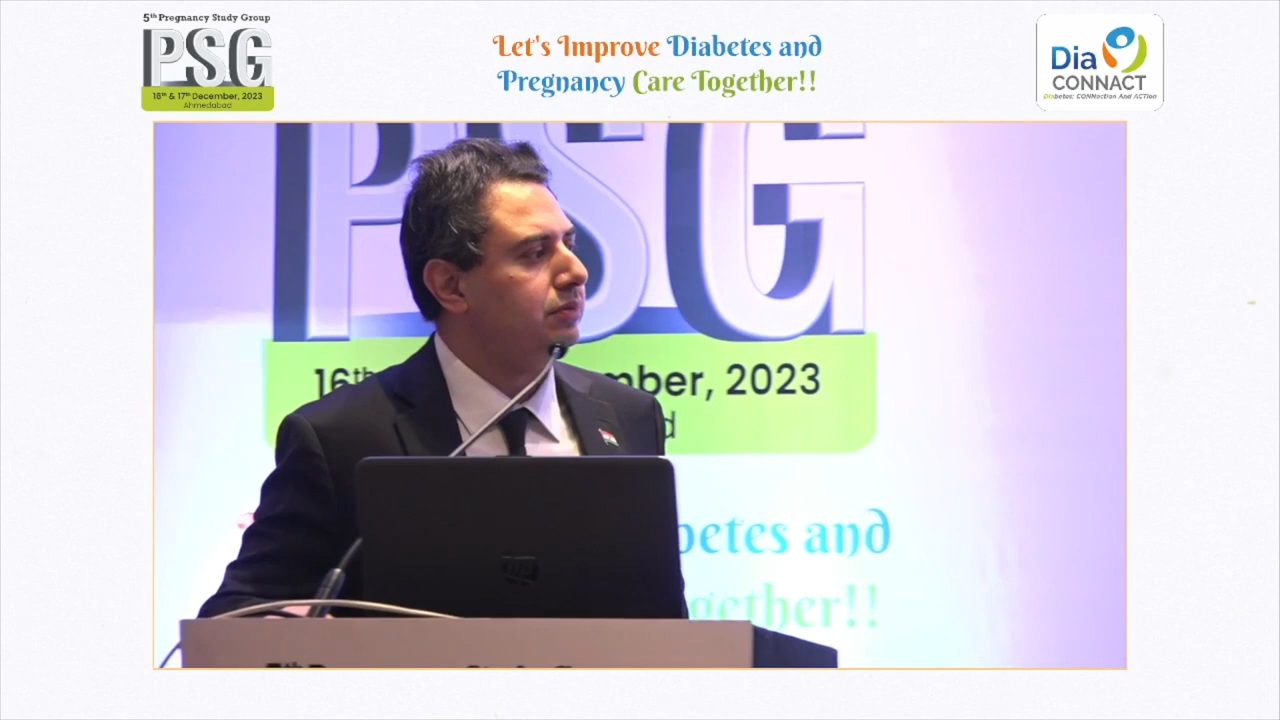 5th Pregnancy Study Group
PSG
16th & 17th December, 2023
Ahmedabad
Let's Improve Diabetes and
Pregnancy Care Together!!
Dia
CONNACT
Diabetes: CONNection And ACTion
PSG
16th mber, 2023
d
betes and
gether!!